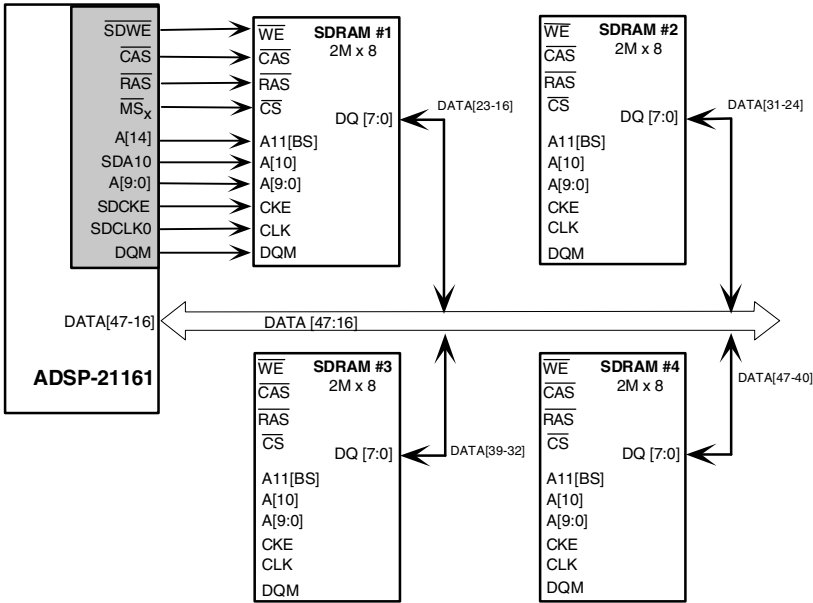 SDWE
CAS
RAS
MSx
A[14]
SDA10
A[9:0]
SDCKE
SDCLK0
DQM
DATA[47-16]
ADSP-21161
WE
SDRAM #1
2M x 8
CAS
RAS
CS
DQ [7:0]
A11[BS]
A[10]
A[9:0]
CKE
CLK
DQM
DATA[23-16]
WE
SDRAM #2
2M x 8
CAS
RAS
CS
DQ [7:0]
A11[BS]
A[10]
A[9:0]
CKE
CLK
DQM
DATA[31-24]
DATA [47:16]
WE
SDRAM #3
2M x 8
CAS
RAS
CS
DQ [7:0]
A11[BS]
A[10]
A[9:0]
CKE
CLK
DQM
DATA[39-32]
WE
SDRAM #4
2M x 8
CAS
RAS
CS
DQ [7:0]
A11[BS]
A[10]
A[9:0]
CKE
CLK
DQM
DATA[47-40]